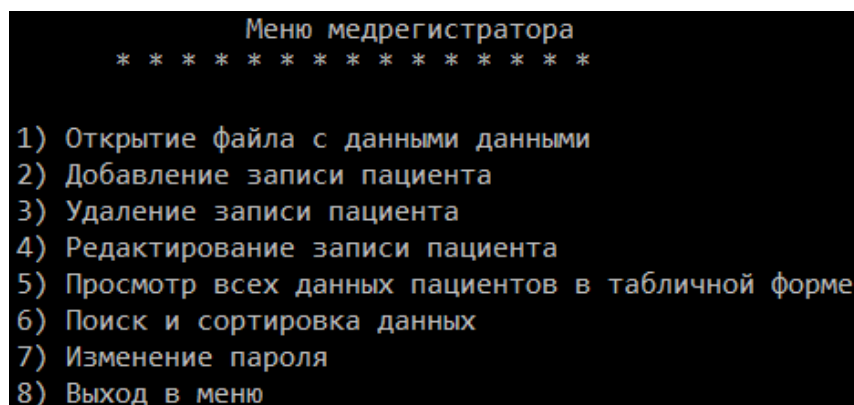 Меню медрегистратора
* * * * * * * * * * * * * * *
1) Открытие файла с данными данными
2) Добавление записи пациента
3) Удаление записи пациента
4) Редактирование записи пациента
5) Просмотр всех данных пациентов в табличной форме
6) Поиск и сортировка данных
7) Изменение пароля
8) Выход в меню